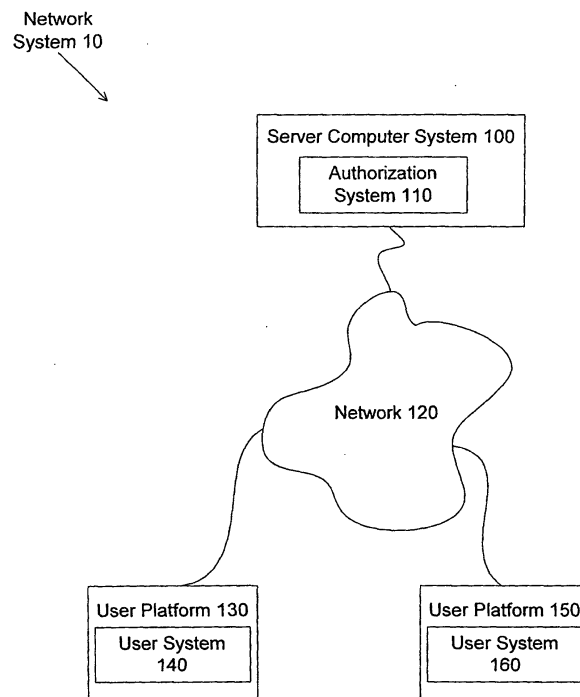 Network
System 10
Server Computer System 100
Authorization
System 110
Network 120
User Platform 130
User System
140
User Platform 150
User System
160